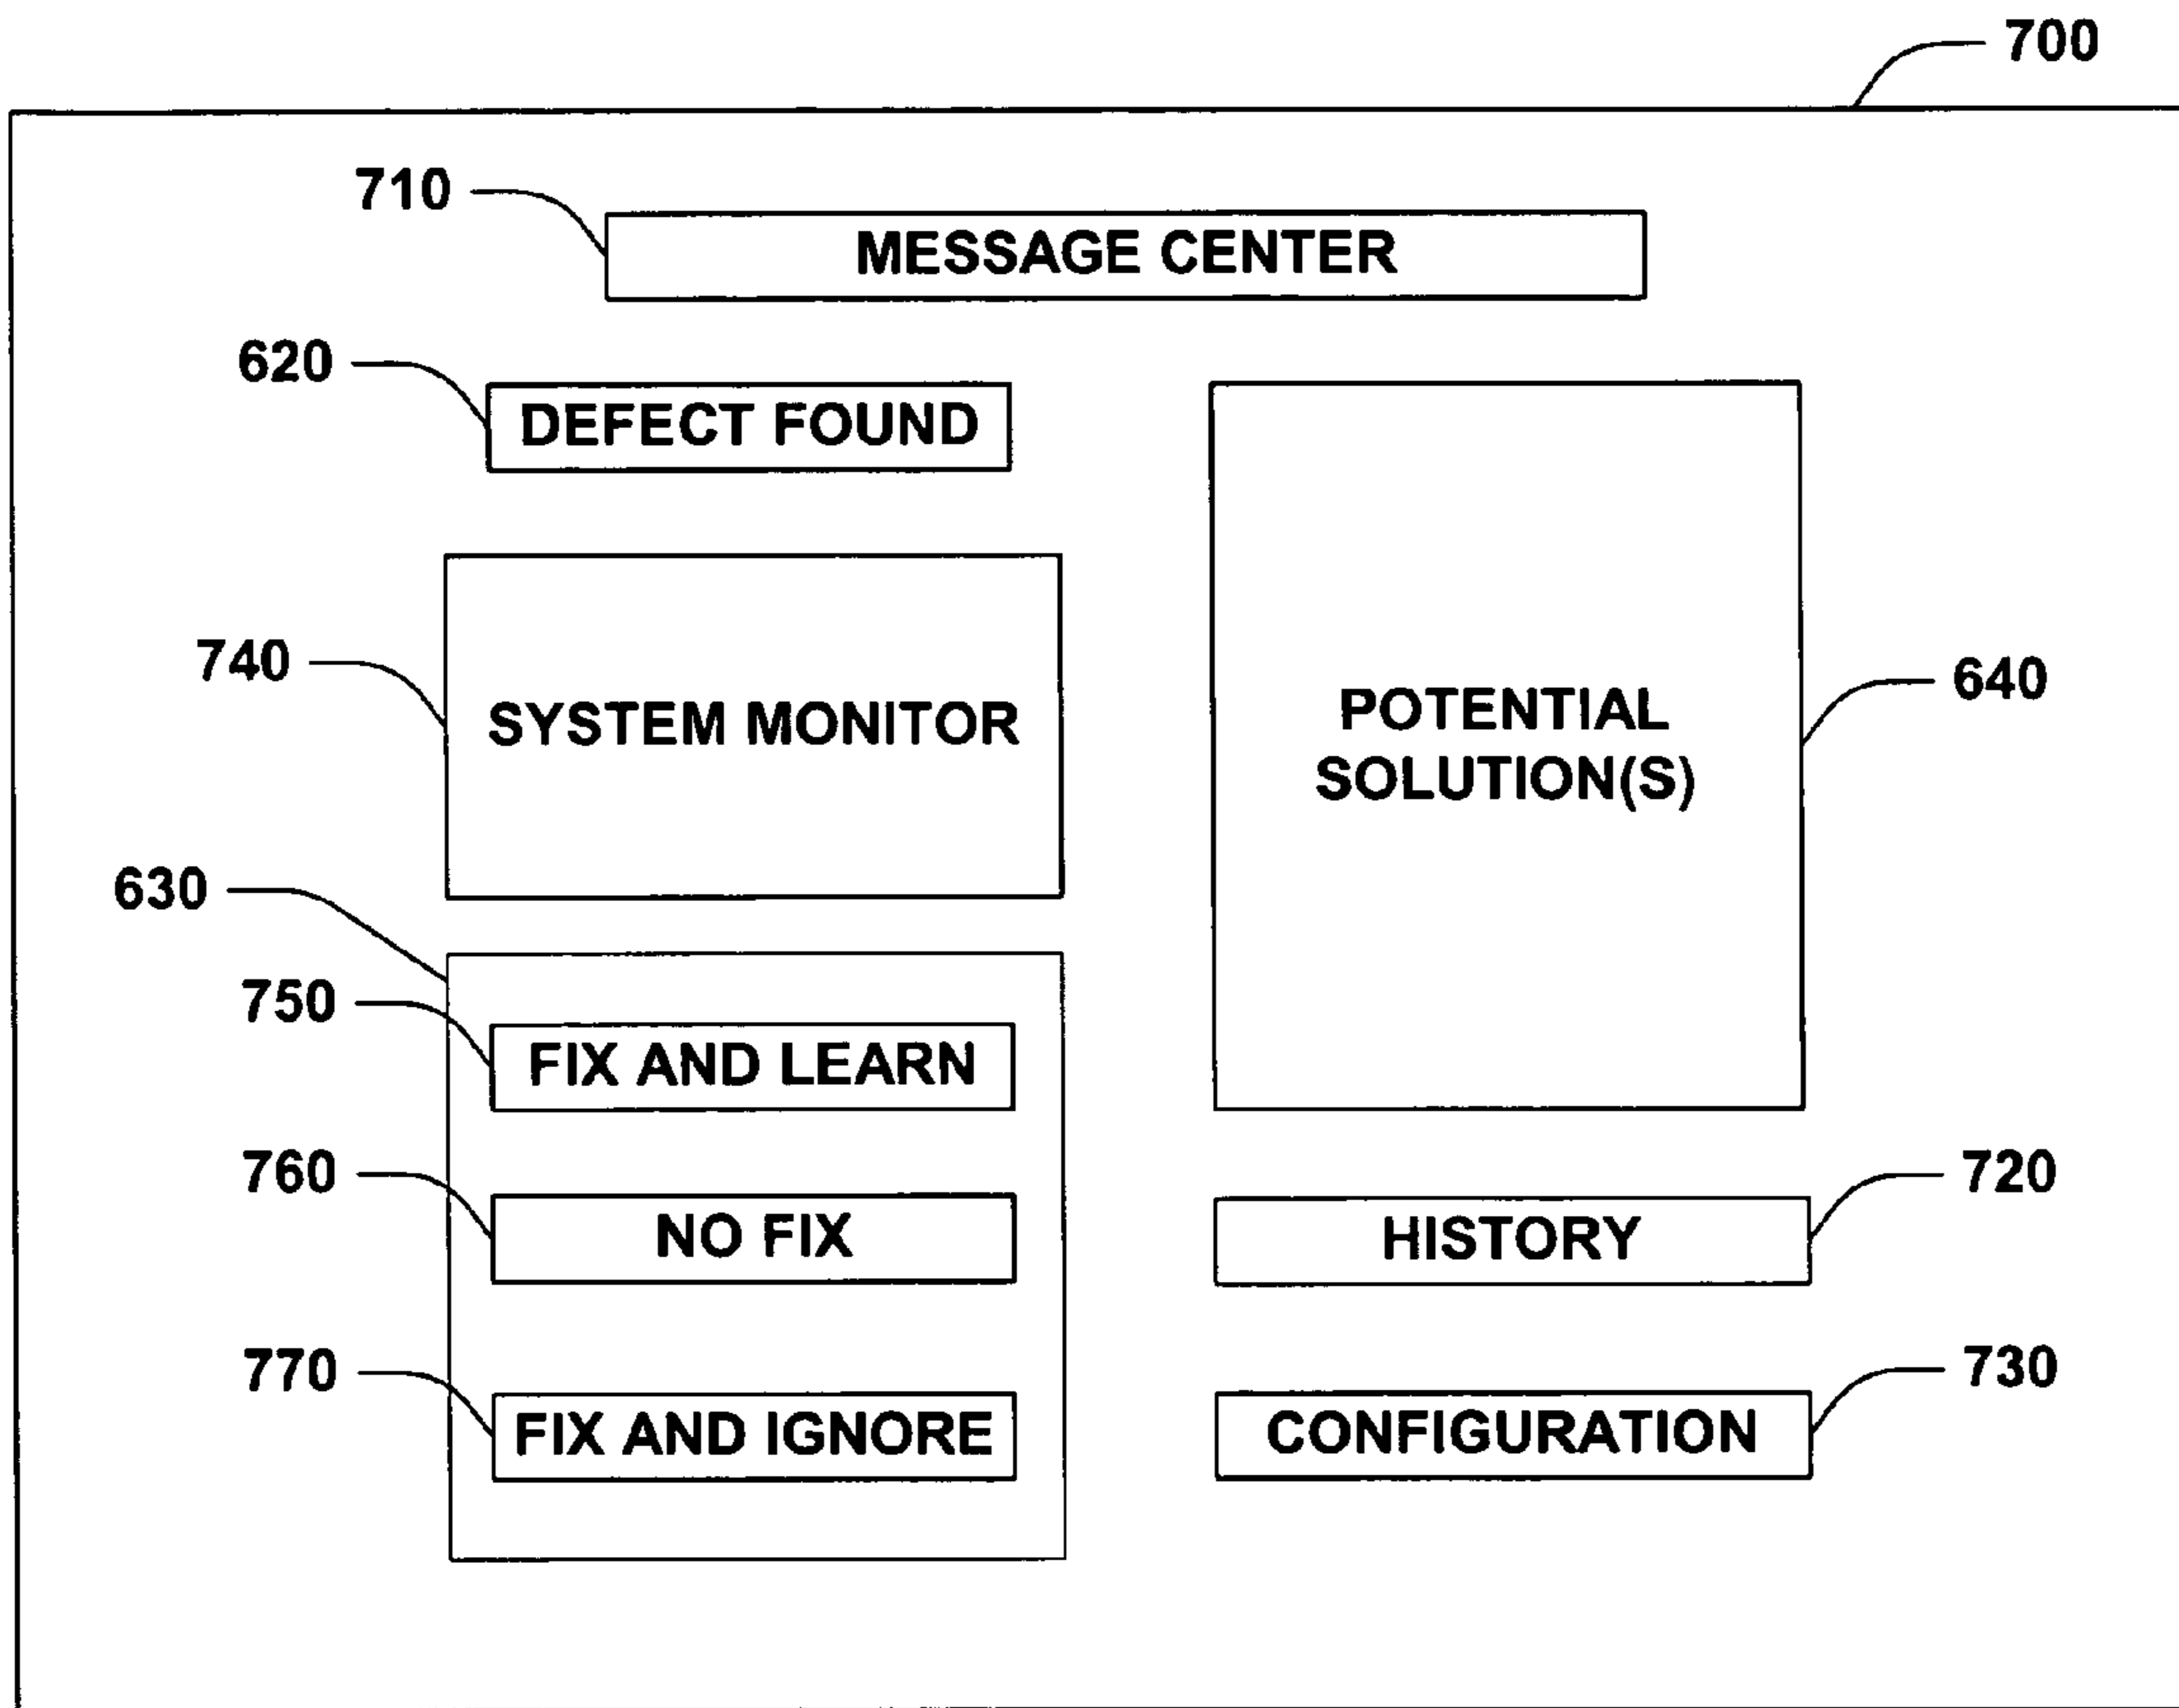 700
710
MESSAGE CENTER
620
DEFECT FOUND
740
SYSTEM MONITOR
POTENTIAL
SOLUTION(S)
640
630
750
FIX AND LEARN
760
NO FIX
720
HISTORY
770
FIX AND IGNORE
730
CONFIGURATION